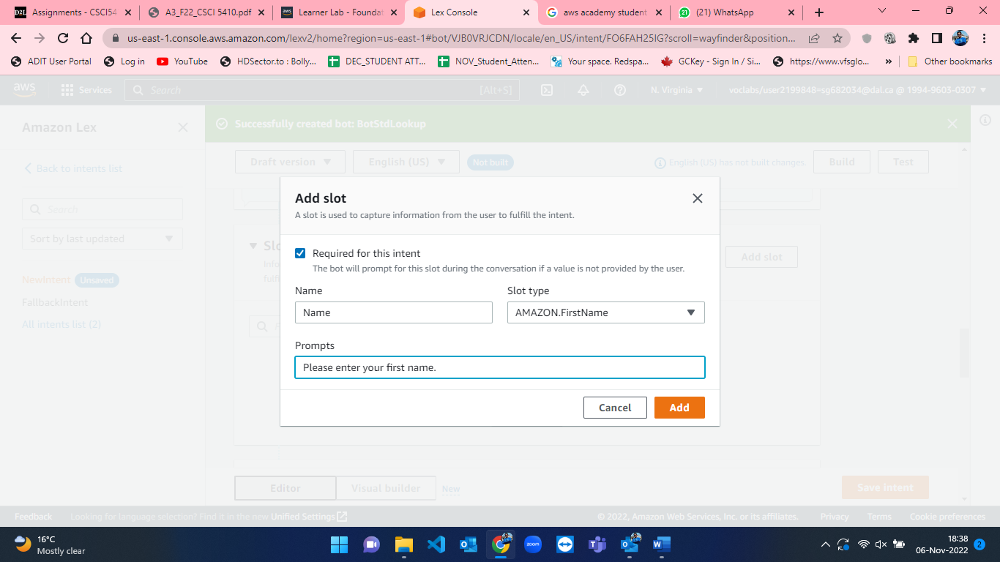 Assignments - CSCI54
A3_F22_CSCI 5410.pdf
Learner Lab - Foundat
Lex Console
aws academy student
(21) WhatsApp
us-east-1.console.aws.amazon.com/lexv2/home?region=us-east-1#bot/VJB0VRJCDN/locale/en_US/intent/FO6FAH25IG?scroll=wayfinder&position...
ADIT User Portal
Log in
YouTube
HDSector.to : Bolly...
DEC_STUDENT ATT...
NOV_Student_Atten...
Your space. Redspa...
GCKey - Sign In / Si...
https://www.vfsglo...
»
Other bookmarks
aws
Services
Search
[Alt+S]
N. Virginia
voclabs/user2199848=sg682034@dal.ca @ 1994-9603-0307
Amazon Lex
Successfully created bot: BotStdLookup
Back to intents list
Draft version
English (US)
Not built
English (US) has not built changes.
Build
Test
Search
Sort by last updated
NewIntent
Unsaved
FallbackIntent
All intents list (2)
Add slot
Add slot
A slot is used to capture information from the user to fulfill the intent.
Required for this intent
The bot will prompt for this slot during the conversation if a value is not provided by the user.
Name
Slot type
Name
AMAZON.FirstName
Prompts
Please enter your first name.
Cancel
Add
Editor
Visual builder
New
Save intent
Feedback
Looking for language selection? Find it in the new Unified Settings
© 2022, Amazon Web Services, Inc. or its affiliates.
Privacy
Terms
Cookie preferences
16°C
Mostly clear
zoom
18:38
06-Nov-2022
2